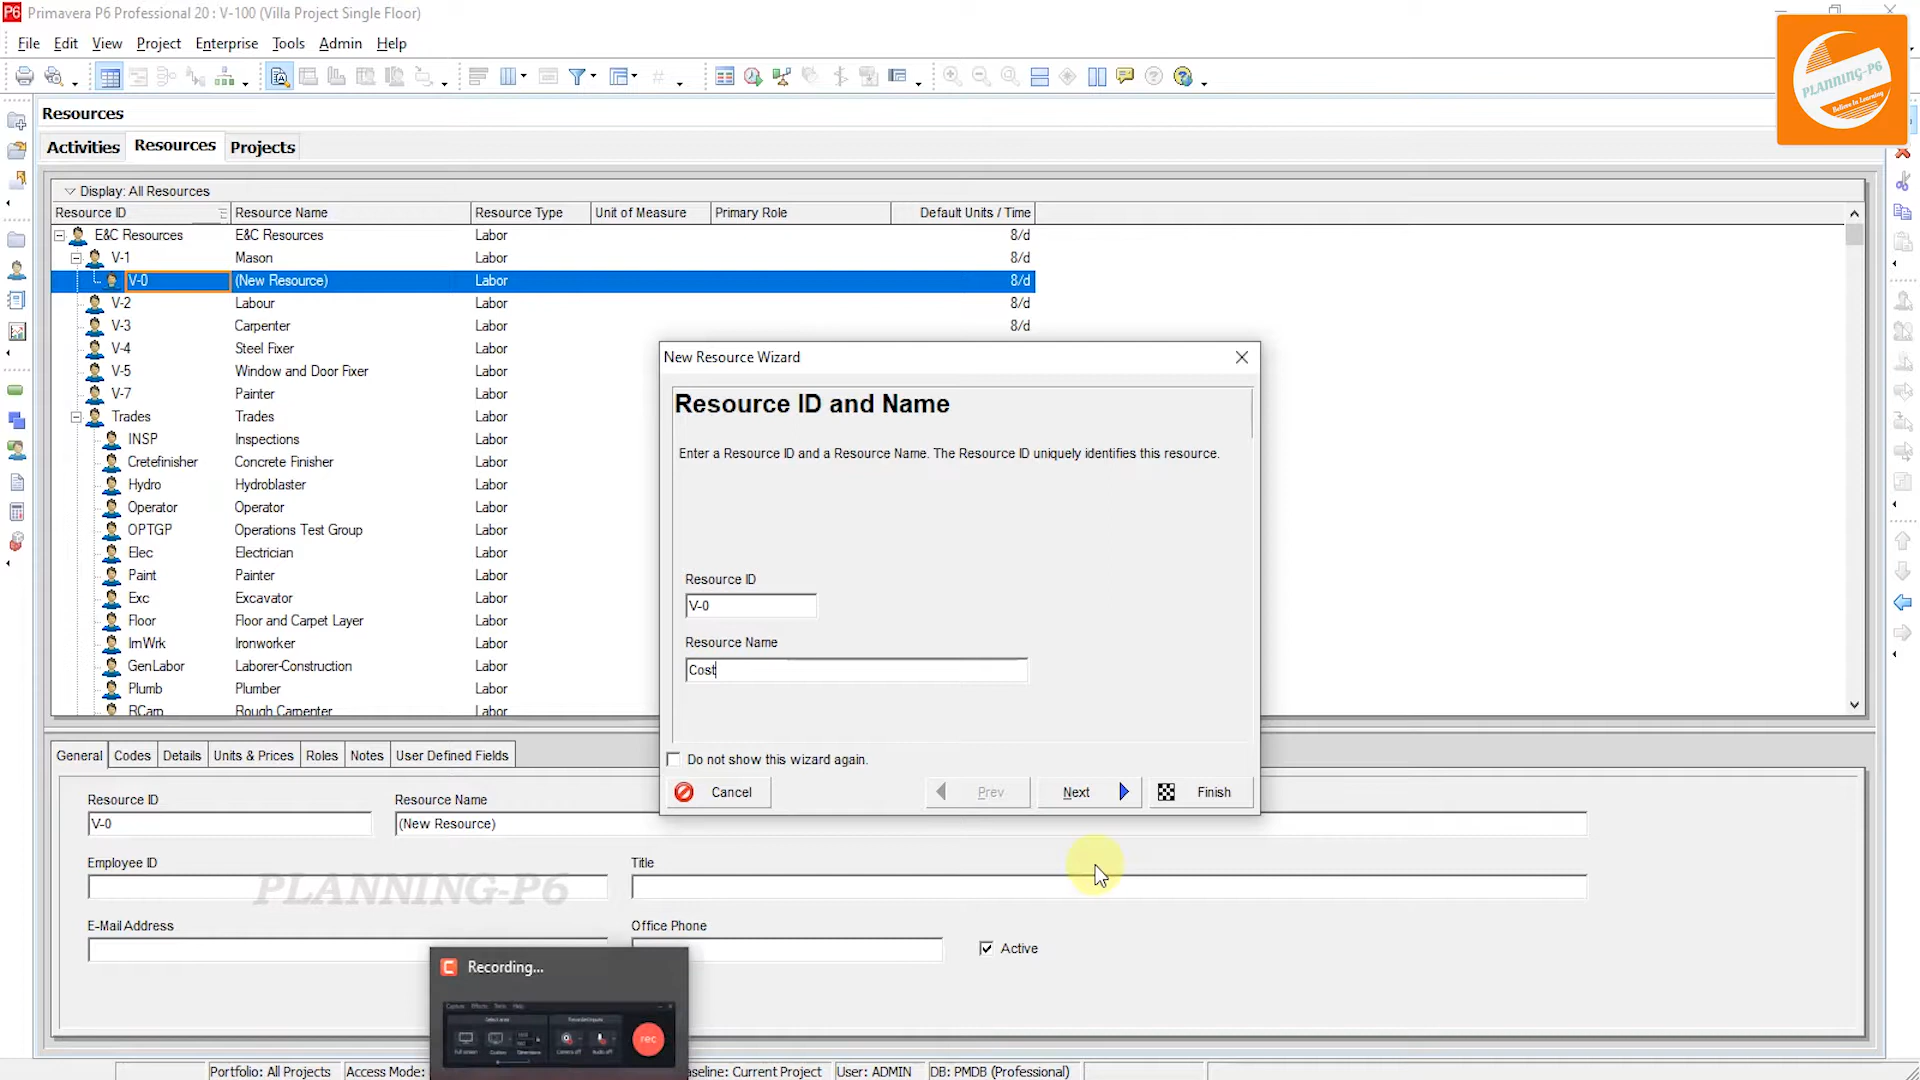 Primavera P6 Professional 20 : V-100 (Villa Project Single Floor)
File Edit View Project Enterprise Tools Admin Help
PLANNING-P6
Believe In Learning
Resources
Activities Resources Projects
Display: All Resources
Resource ID Resource Name Resource Type Unit of Measure Primary Role Default Units / Time
E&C Resources E&C Resources Labor 8/d
V-1 Mason Labor 8/d
V-0 (New Resource) Labor 8/d
V-2 Labour Labor 8/d
V-3 Carpenter Labor 8/d
V-4 Steel Fixer Labor
V-5 Window and Door Fixer Labor
V-7 Painter Labor
Trades Trades Labor
INSP Inspections Labor
Cretefinisher Concrete Finisher Labor
Hydro Hydroblaster Labor
Operator Operator Labor
OPTGP Operations Test Group Labor
Elec Electrician Labor
Paint Painter Labor
Exc Excavator Labor
Floor Floor and Carpet Layer Labor
IrnWrk Ironworker Labor
GenLabor Laborer-Construction Labor
Plumb Plumber Labor
RCarp Rough Carpenter Labor
New Resource Wizard
Resource ID and Name
Enter a Resource ID and a Resource Name. The Resource ID uniquely identifies this resource.
Resource ID
V-0
Resource Name
Cost
Do not show this wizard again.
Cancel Prev Next Finish
General Codes Details Units & Prices Roles Notes User Defined Fields
Resource ID Resource Name
V-0 (New Resource)
Employee ID Title
PLANNING-P6
E-Mail Address Office Phone
Active
Recording...
rec
Portfolio: All Projects Access Mode: aseline: Current Project User: ADMIN DB: PMDB (Professional)